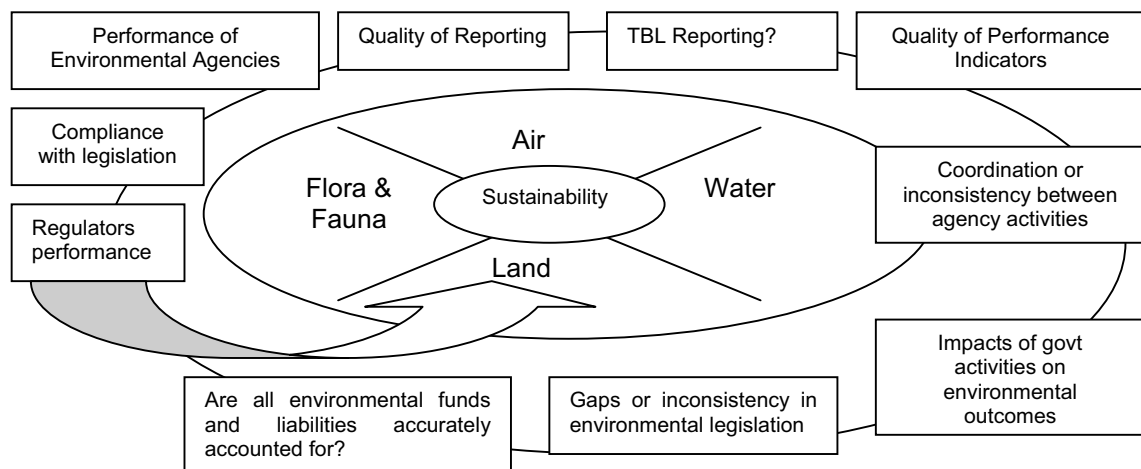 Performance of
Environmental Agencies
Quality of Reporting
TBL Reporting?
Quality of Performance
Indicators
Compliance
with legislation
Air
Flora &
Fauna
Sustainability
Water
Coordination or
inconsistency between
agency activities
Regulators
performance
Land
Impacts of govt
activities on
environmental
outcomes
Are all environmental funds
and liabilities accurately
accounted for?
Gaps or inconsistency in
environmental legislation